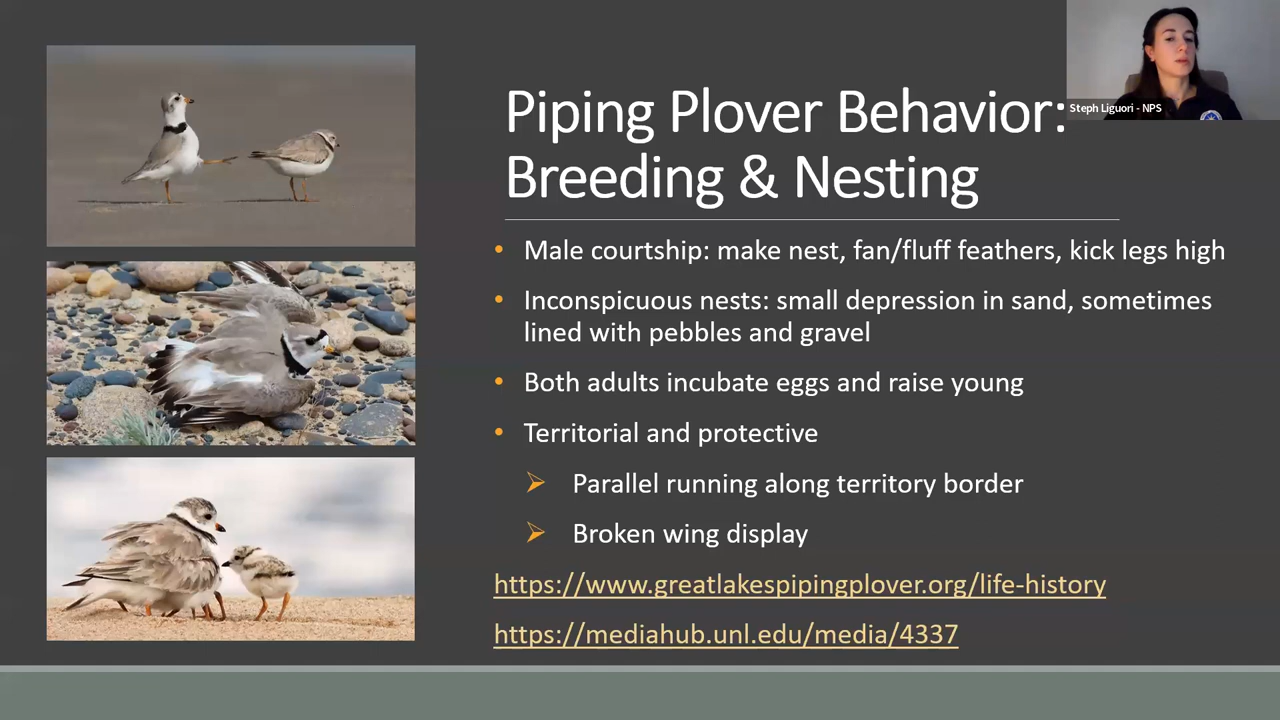 Piping Plover Behavior:
Breeding & Nesting
Steph Liguori - NPS
• Male courtship: make nest, fan/fluff feathers, kick legs high
• Inconspicuous nests: small depression in sand, sometimes
lined with pebbles and gravel
• Both adults incubate eggs and raise young
• Territorial and protective
➢ Parallel running along territory border
➢ Broken wing display
https://www.greatlakespipingplover.org/life-history
https://mediahub.unl.edu/media/4337